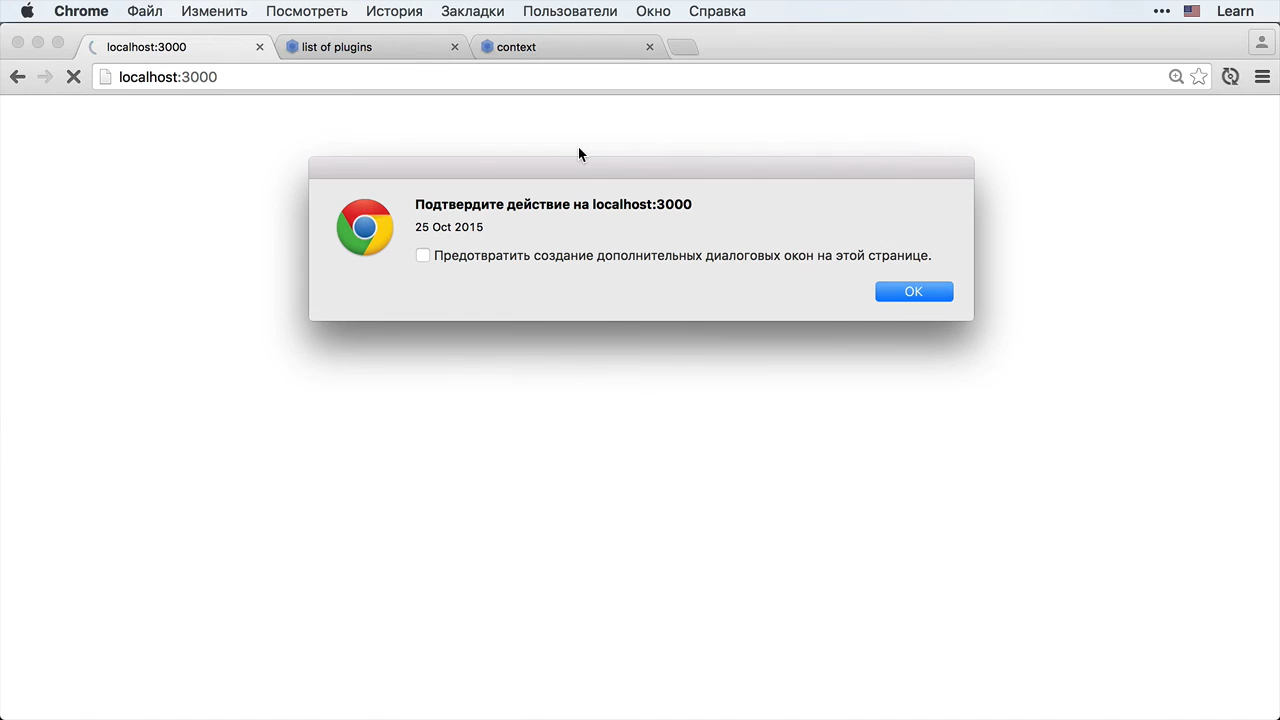 Chrome Файл Изменить Посмотреть История Закладки Пользователи Окно Справка ••• Learn
localhost:3000 list of plugins context
localhost:3000
Подтвердите действие на localhost:3000
25 Oct 2015
Предотвратить создание дополнительных диалоговых окон на этой странице.
OK